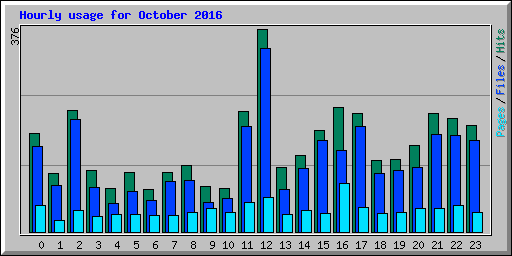 Hourly usage for October 2016
376
Pages/Files/Hits
0 1 2 3 4 5 6 7 8 9 10 11 12 13 14 15 16 17 18 19 20 21 22 23